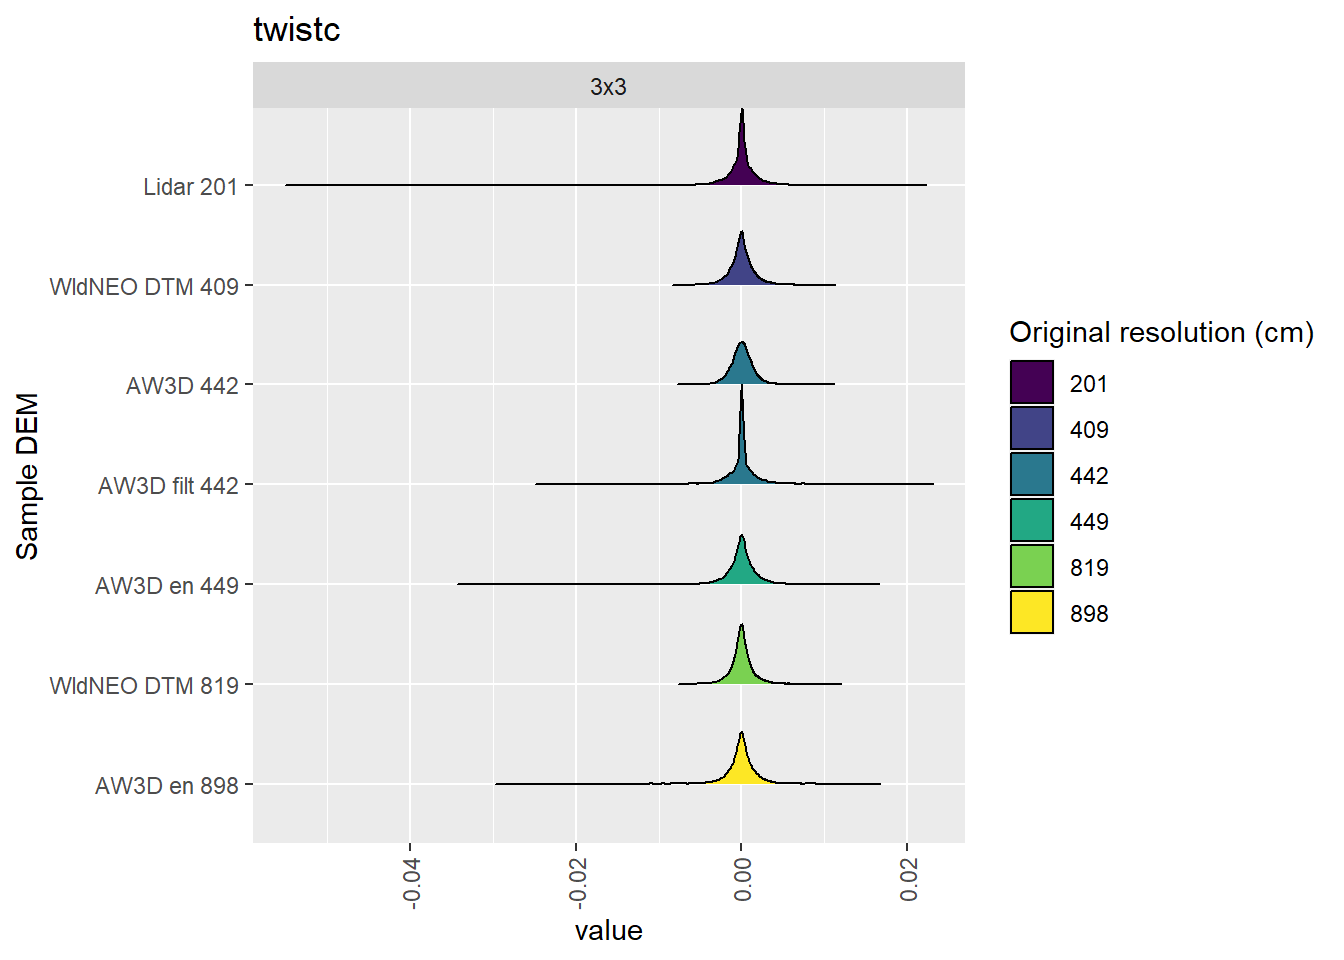 twistc
3x3
Sample DEM
Lidar 201
WldNEO DTM 409
AW3D 442
AW3D filt 442
AW3D en 449
WldNEO DTM 819
AW3D en 898
-0.04
-0.02
0.00
0.02
value
Original resolution (cm)
201
409
442
449
819
898